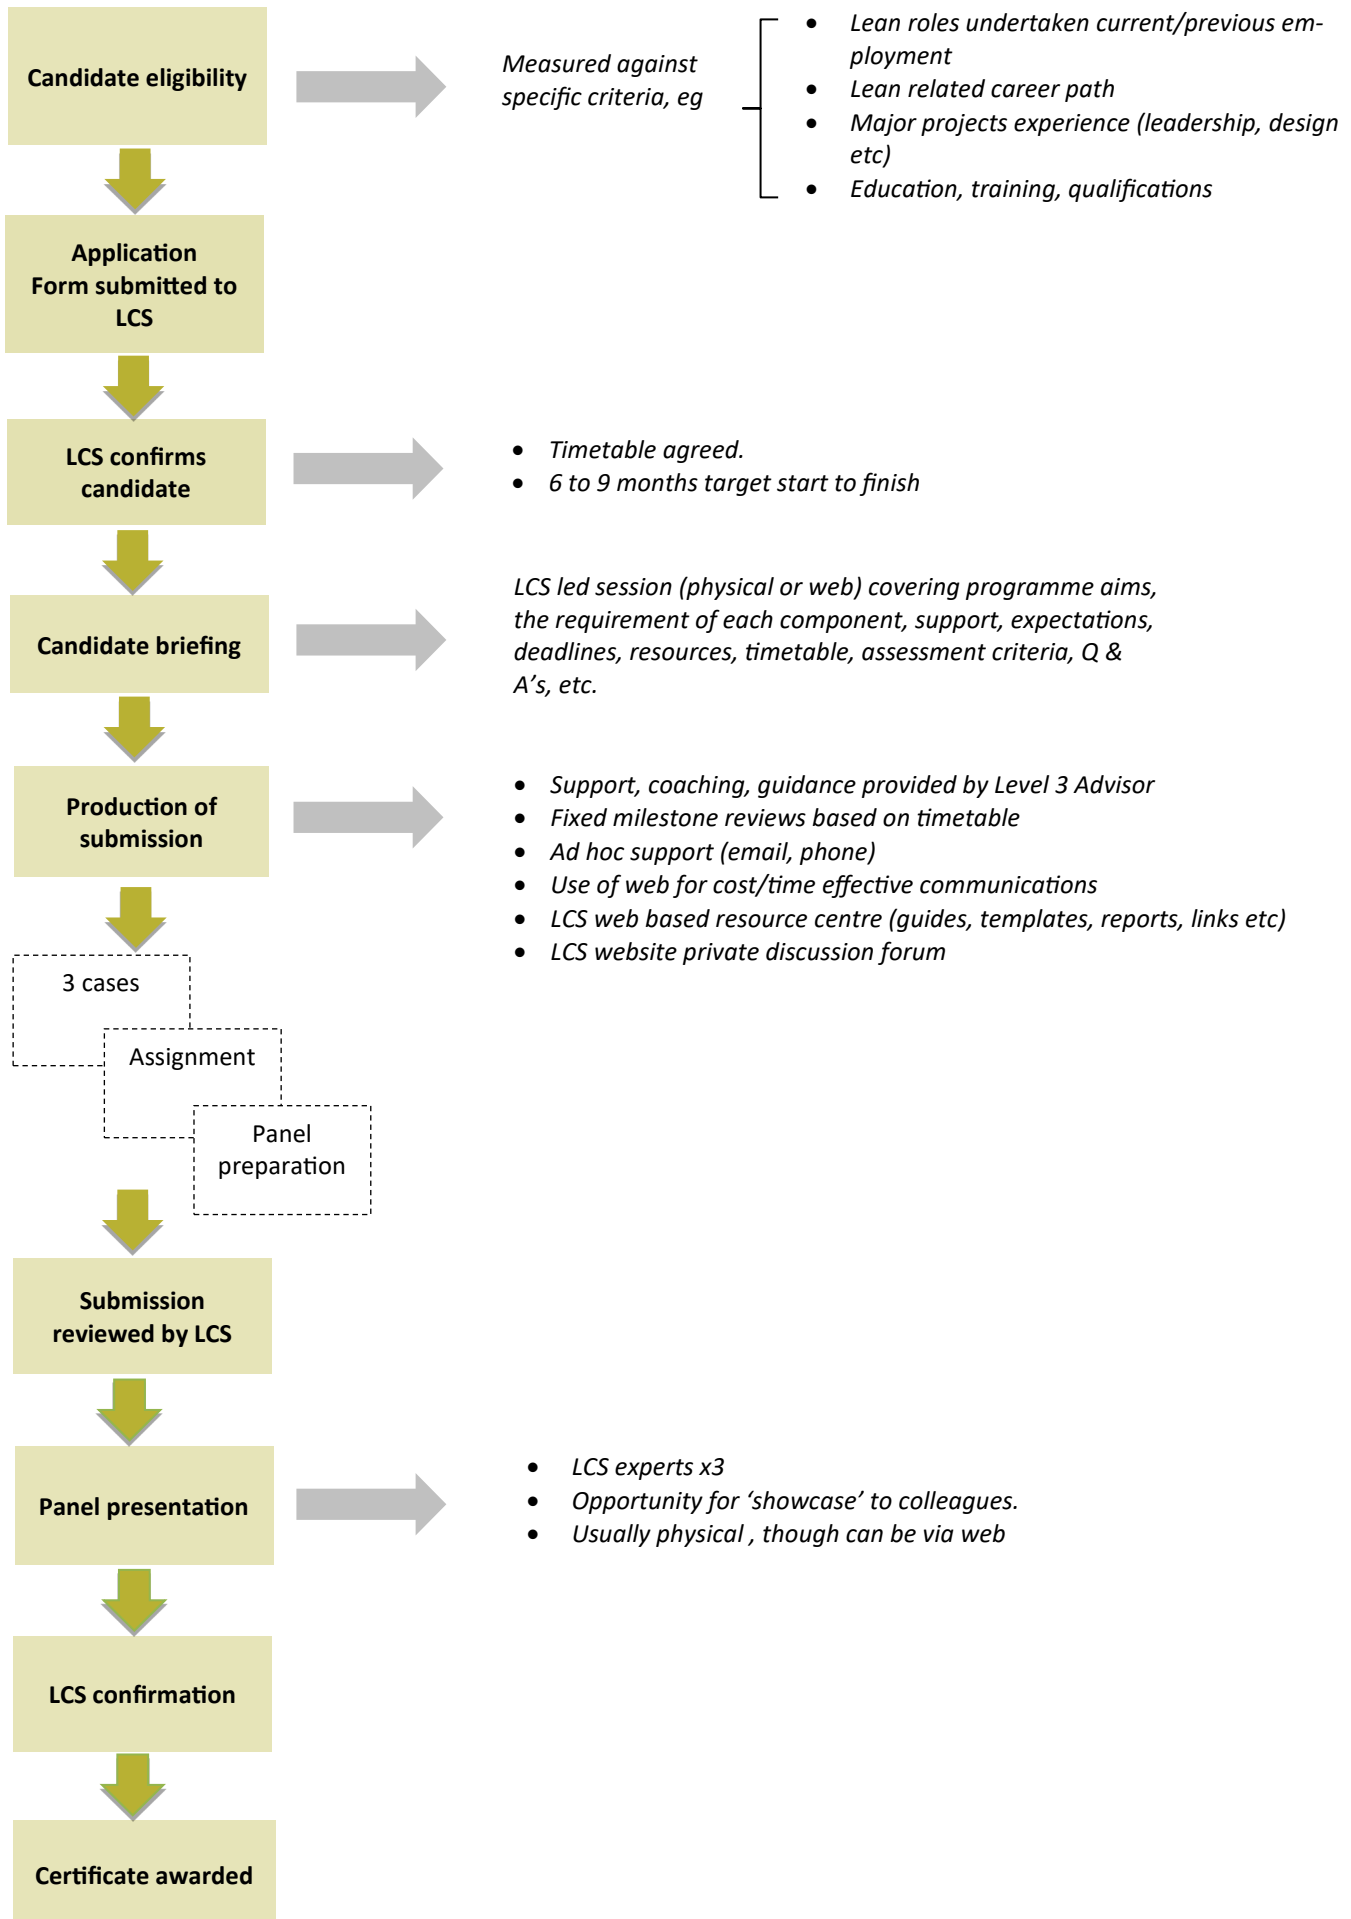 Candidate eligibility
Measured against
specific criteria, eg
• Lean roles undertaken current/previous em-
ployment
• Lean related career path
• Major projects experience (leadership, design
etc)
• Education, training, qualifications
Application
Form submitted to
LCS
LCS confirms
candidate
• Timetable agreed.
• 6 to 9 months target start to finish
Candidate briefing
LCS led session (physical or web) covering programme aims,
the requirement of each component, support, expectations,
deadlines, resources, timetable, assessment criteria, Q &
A’s, etc.
Production of
submission
• Support, coaching, guidance provided by Level 3 Advisor
• Fixed milestone reviews based on timetable
• Ad hoc support (email, phone)
• Use of web for cost/time effective communications
• LCS web based resource centre (guides, templates, reports, links etc)
• LCS website private discussion forum
3 cases
Assignment
Panel
preparation
Submission
reviewed by LCS
Panel presentation
• LCS experts x3
• Opportunity for ‘showcase’ to colleagues.
• Usually physical , though can be via web
LCS confirmation
Certificate awarded